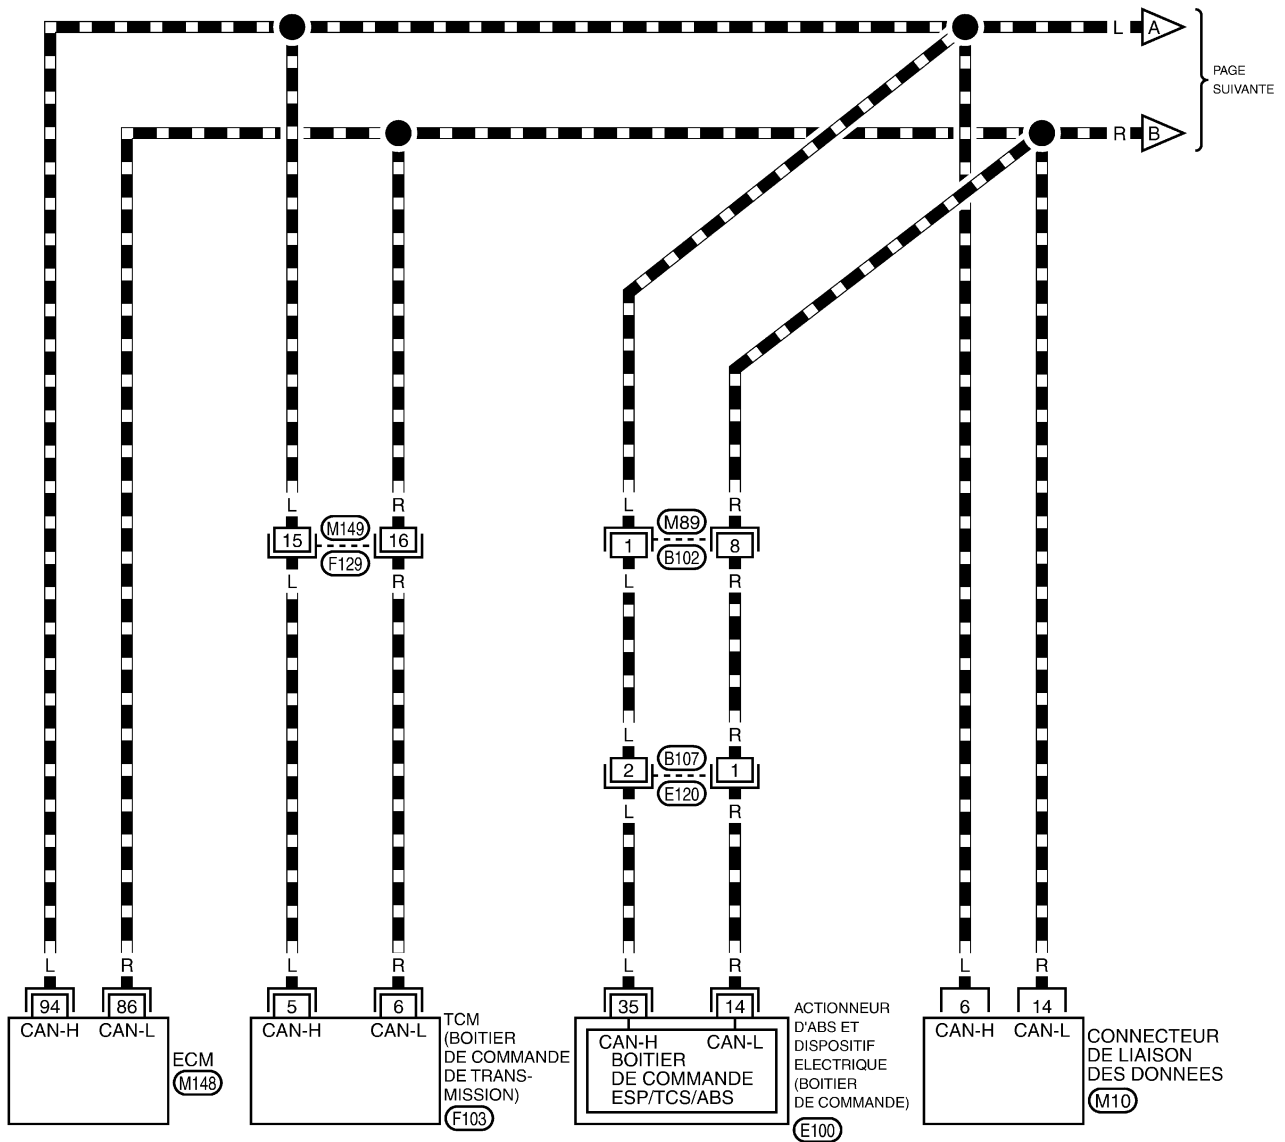 L A
PAGE
SUIVANTE
R B
L R L R
15 M149 16 1 M89 8
F129 B102
L R L R
L R
2 B107 1
E120
L R
L R L R L R L R
94 86 5 6 35 14 6 14
CAN-H CAN-L
ECM
M148
CAN-H CAN-L
TCM
(BOITIER
DE COMMANDE
DE TRANS-
MISSION)
F103
CAN-H CAN-L
BOITIER
DE COMMANDE
ESP/TCS/ABS
ACTIONNEUR
D'ABS ET
DISPOSITIF
ELECTRIQUE
(BOITIER
DE COMMANDE)
E100
CAN-H CAN-L
CONNECTEUR
DE LIAISON
DES DONNEES
M10